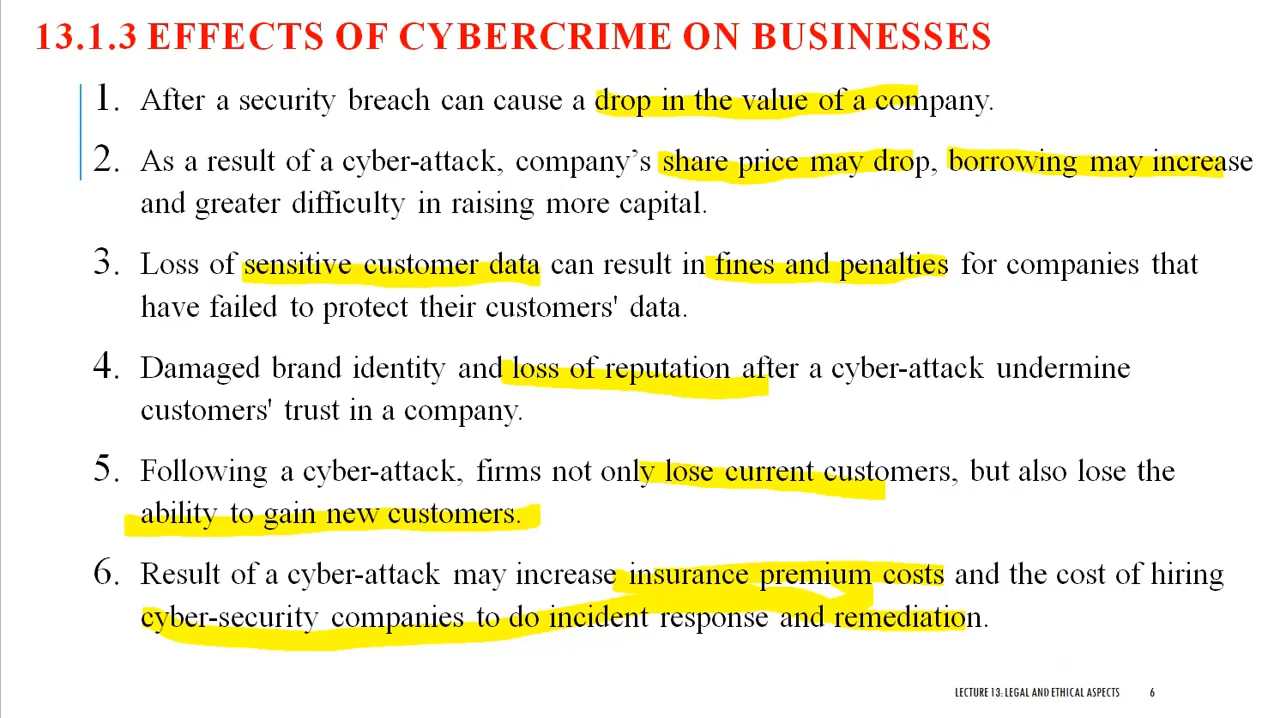 13.1.3 EFFECTS OF CYBERCRIME ON BUSINESSES
1. After a security breach can cause a drop in the value of a company.
2. As a result of a cyber-attack, company’s share price may drop, borrowing may increase
and greater difficulty in raising more capital.
3. Loss of sensitive customer data can result in fines and penalties for companies that
have failed to protect their customers' data.
4. Damaged brand identity and loss of reputation after a cyber-attack undermine
customers' trust in a company.
5. Following a cyber-attack, firms not only lose current customers, but also lose the
ability to gain new customers.
6. Result of a cyber-attack may increase insurance premium costs and the cost of hiring
cyber-security companies to do incident response and remediation.
LECTURE 13: LEGAL AND ETHICAL ASPECTS 6